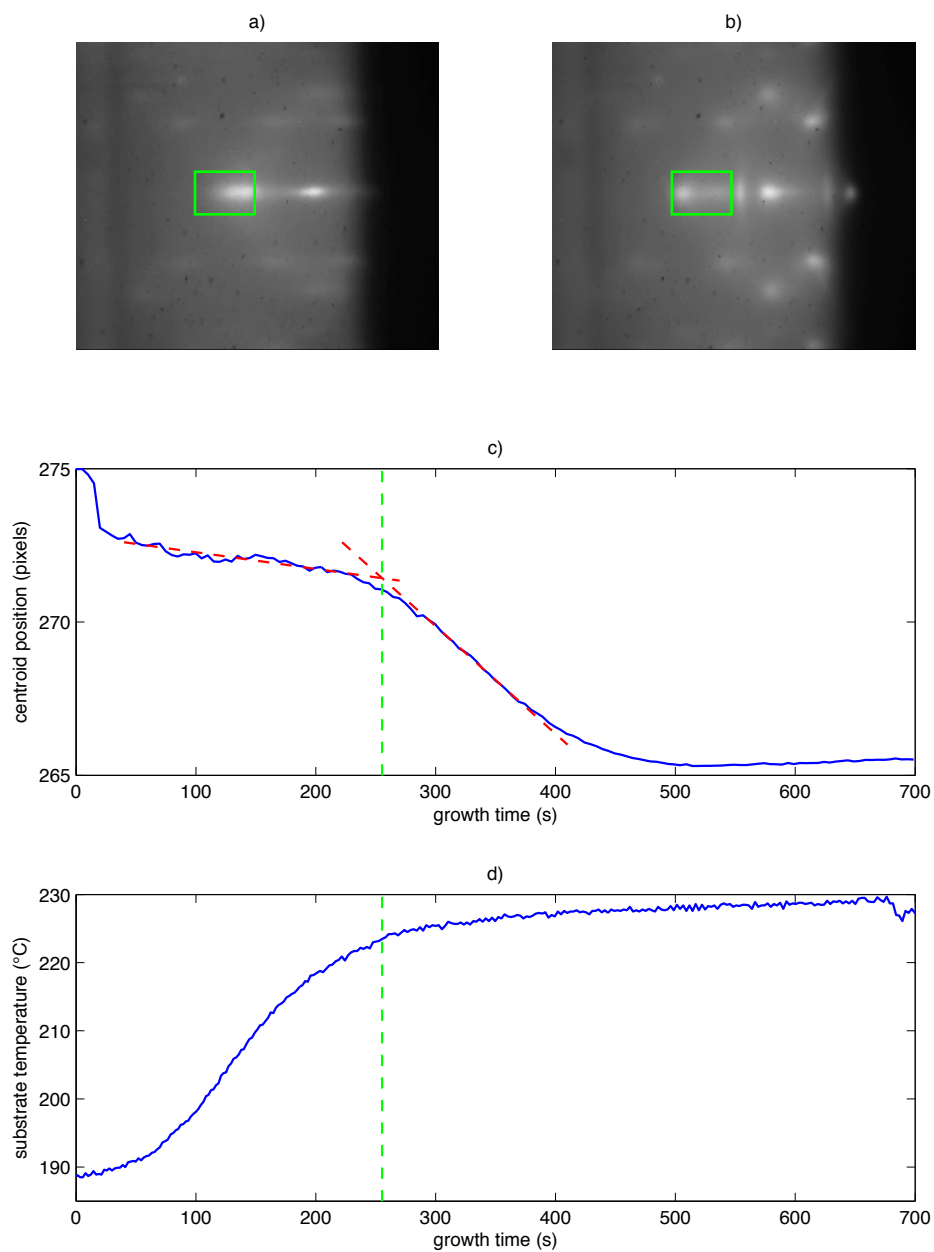 a)
b)
c)
275
270
265
centroid position (pixels)
0 100 200 300 400 500 600 700
growth time (s)
d)
230
220
210
200
190
substrate temperature (°C)
0 100 200 300 400 500 600 700
growth time (s)